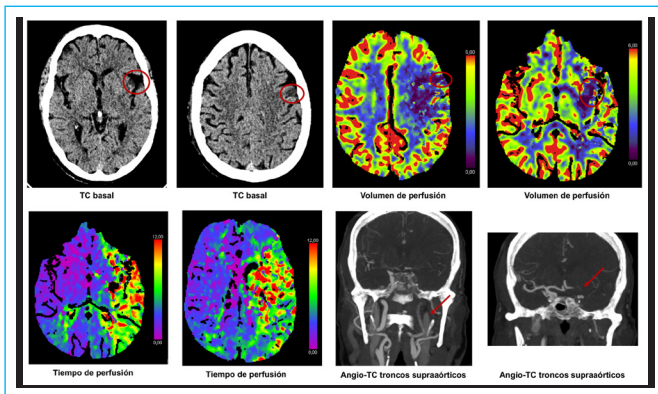 TC basal
TC basal
Volumen de perfusión
Volumen de perfusión
Tiempo de perfusión
Tiempo de perfusión
Angio-TC troncos supraaórticos
Angio-TC troncos supraaórticos